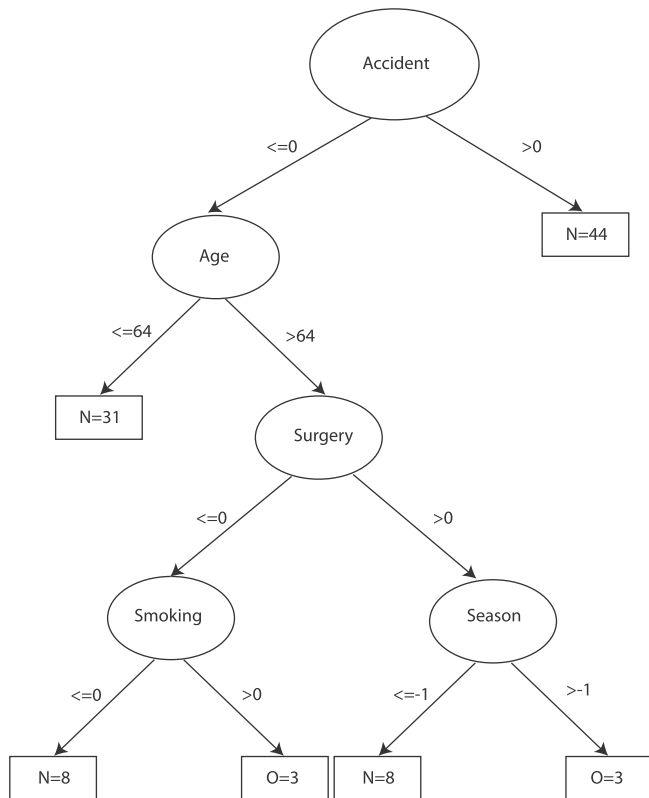 Accident
<=0
>0
N=44
Age
<=64
>64
N=31
Surgery
<=0
>0
Smoking
Season
<=0
>0
<=-1
>-1
N=8
O=3
N=8
O=3